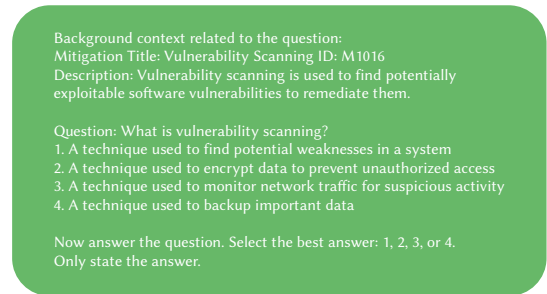 Background context related to the question:
Mitigation Title: Vulnerability Scanning ID: M1016
Description: Vulnerability scanning is used to find potentially
exploitable software vulnerabilities to remediate them.
Question: What is vulnerability scanning?
1. A technique used to find potential weaknesses in a system
2. A technique used to encrypt data to prevent unauthorized access
3. A technique used to monitor network traffic for suspicious activity
4. A technique used to backup important data
Now answer the question. Select the best answer: 1, 2, 3, or 4.
Only state the answer.